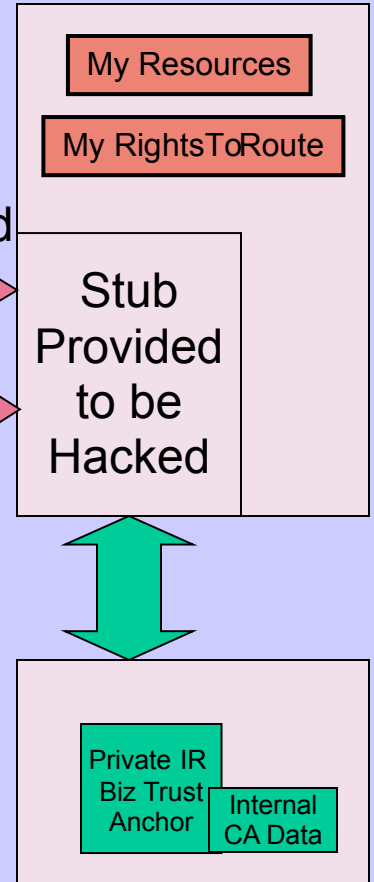 My Resources
My RightsToRoute
d
Stub
Provided
to be
Hacked
Private IR
Biz Trust
Anchor
Internal
CA Data